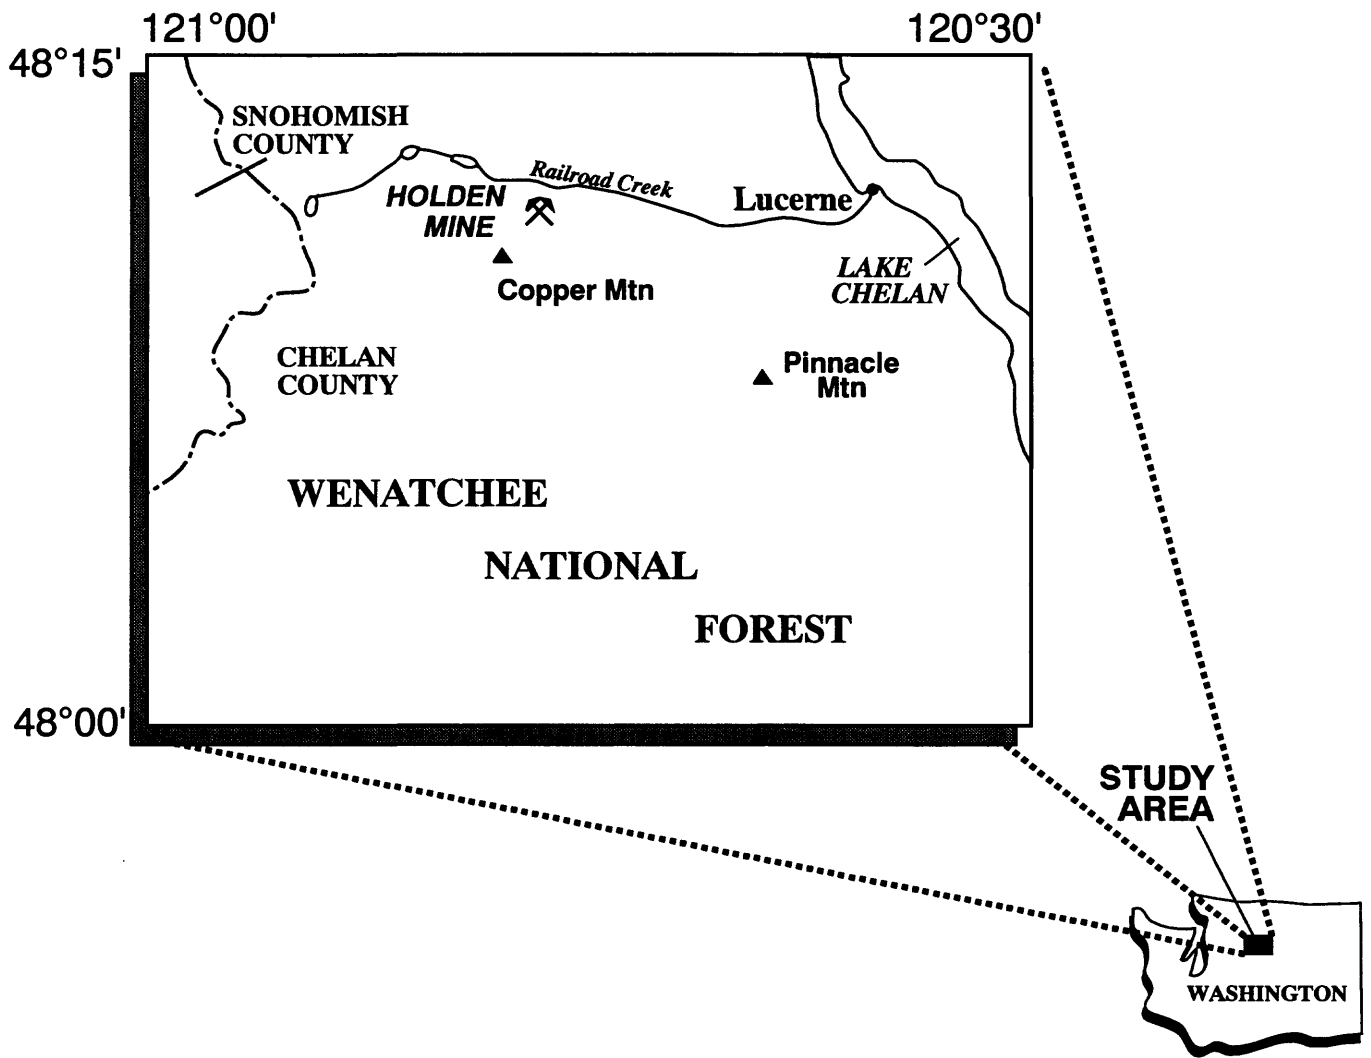 121°00'
120°30'
48°15'
SNOHOMISH
COUNTY
Railroad Creek
HOLDEN
MINE
Lucerne
LAKE
CHELAN
Copper Mtn
CHELAN
COUNTY
Pinnacle
Mtn
WENATCHEE
NATIONAL
FOREST
48°00'
STUDY
AREA
WASHINGTON